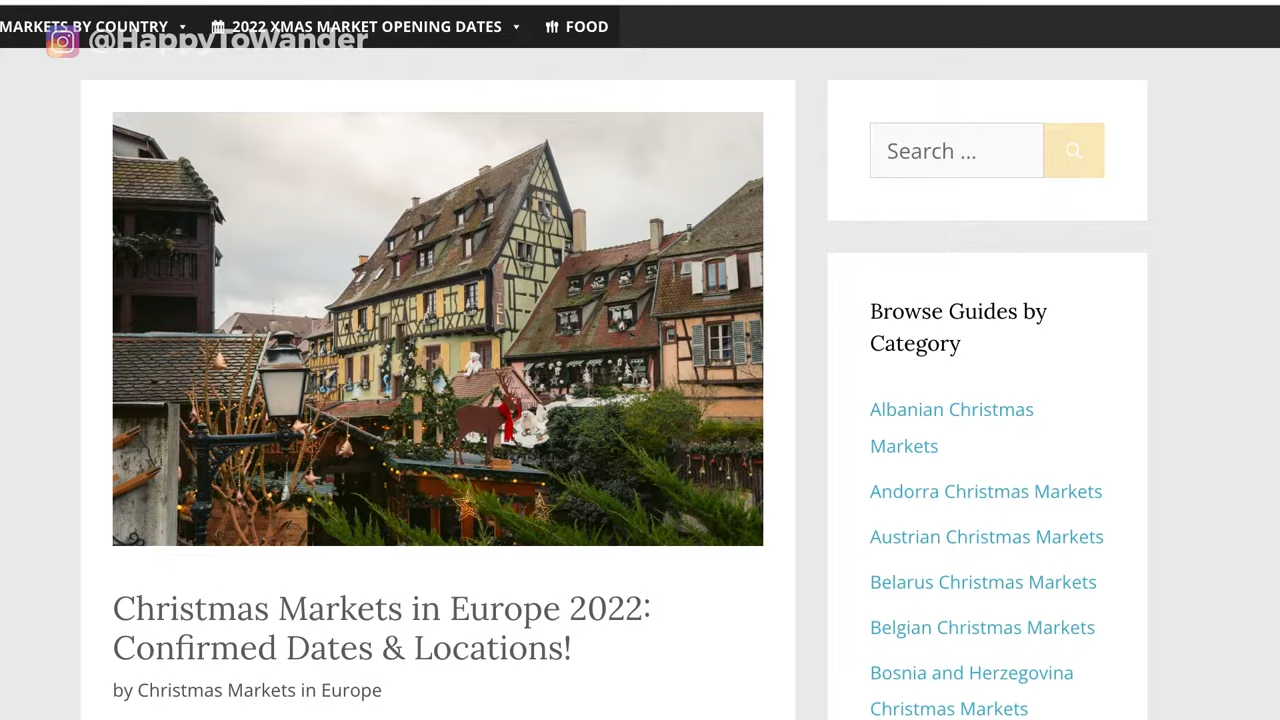 MARKETS BY COUNTRY 2022 XMAS MARKET OPENING DATES FOOD
@HappyToWander
Search ...
HOTEL
Browse Guides by
Category
Albanian Christmas
Markets
Andorra Christmas Markets
Austrian Christmas Markets
Belarus Christmas Markets
Belgian Christmas Markets
Bosnia and Herzegovina
Christmas Markets
Christmas Markets in Europe 2022:
Confirmed Dates & Locations!
by Christmas Markets in Europe